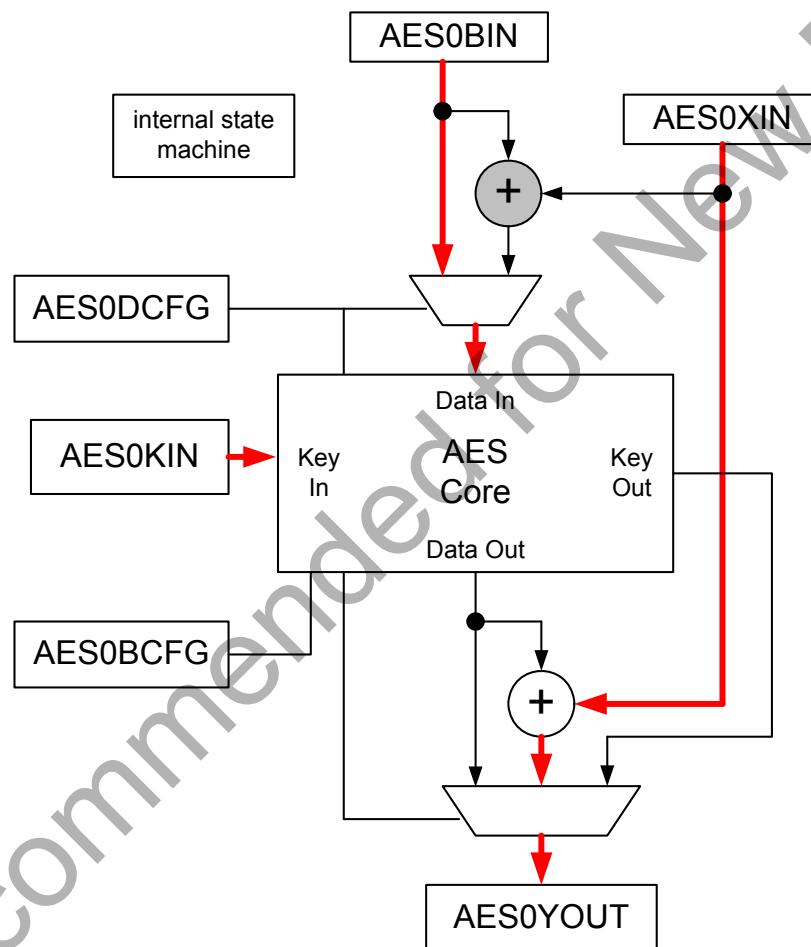 AES0BIN
internal state
machine
AES0XIN
+
AES0DCFG
Data In
AES0KIN
Key
In
AES
Core
Key
Out
Data Out
AES0BCFG
+
AES0YOUT
commended for New